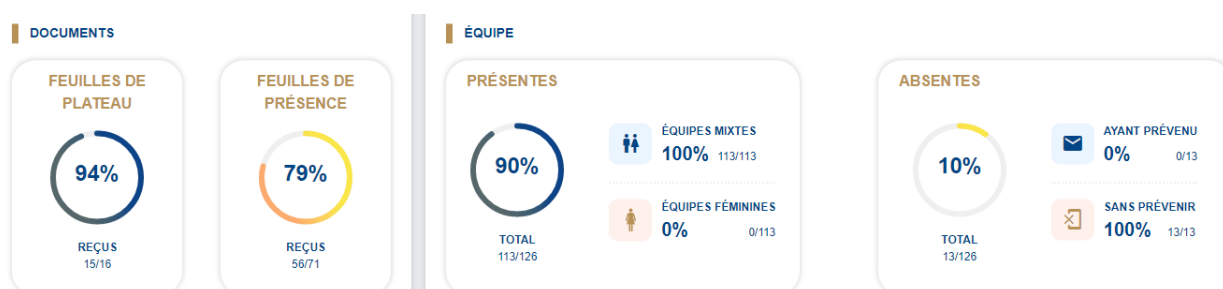 DOCUMENTS
FEUILLES DE
PLATEAU
94%
REÇUS
15/16
FEUILLES DE
PRÉSENCE
79%
REÇUS
56/71
ÉQUIPE
PRÉSENTES
90%
TOTAL
113/126
ÉQUIPES MIXTES
100% 113/113
ÉQUIPES FÉMININES
0% 0/113
ABSENTES
10%
TOTAL
13/126
AYANT PRÉVENU
0% 0/13
SANS PRÉVENIR
100% 13/13